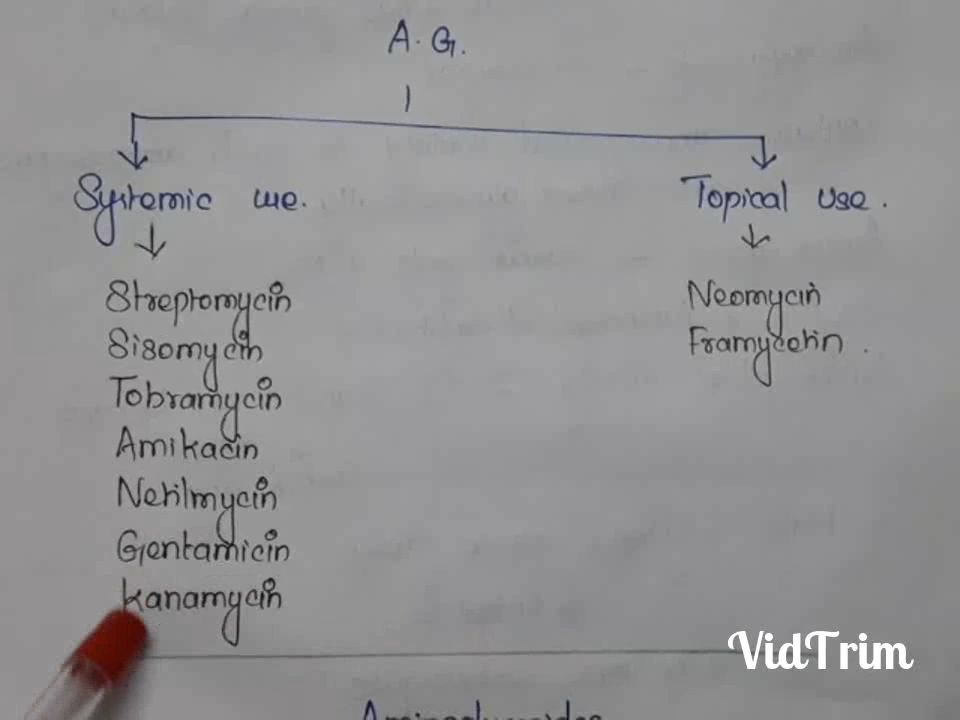 A. G.
Systemic use.
Topical use.
Streptomycin
Sisomycin
Tobramycin
Amikacin
Netilmycin
Gentamicin
Kanamycin
Neomycin
Framycetin .
VidTrim